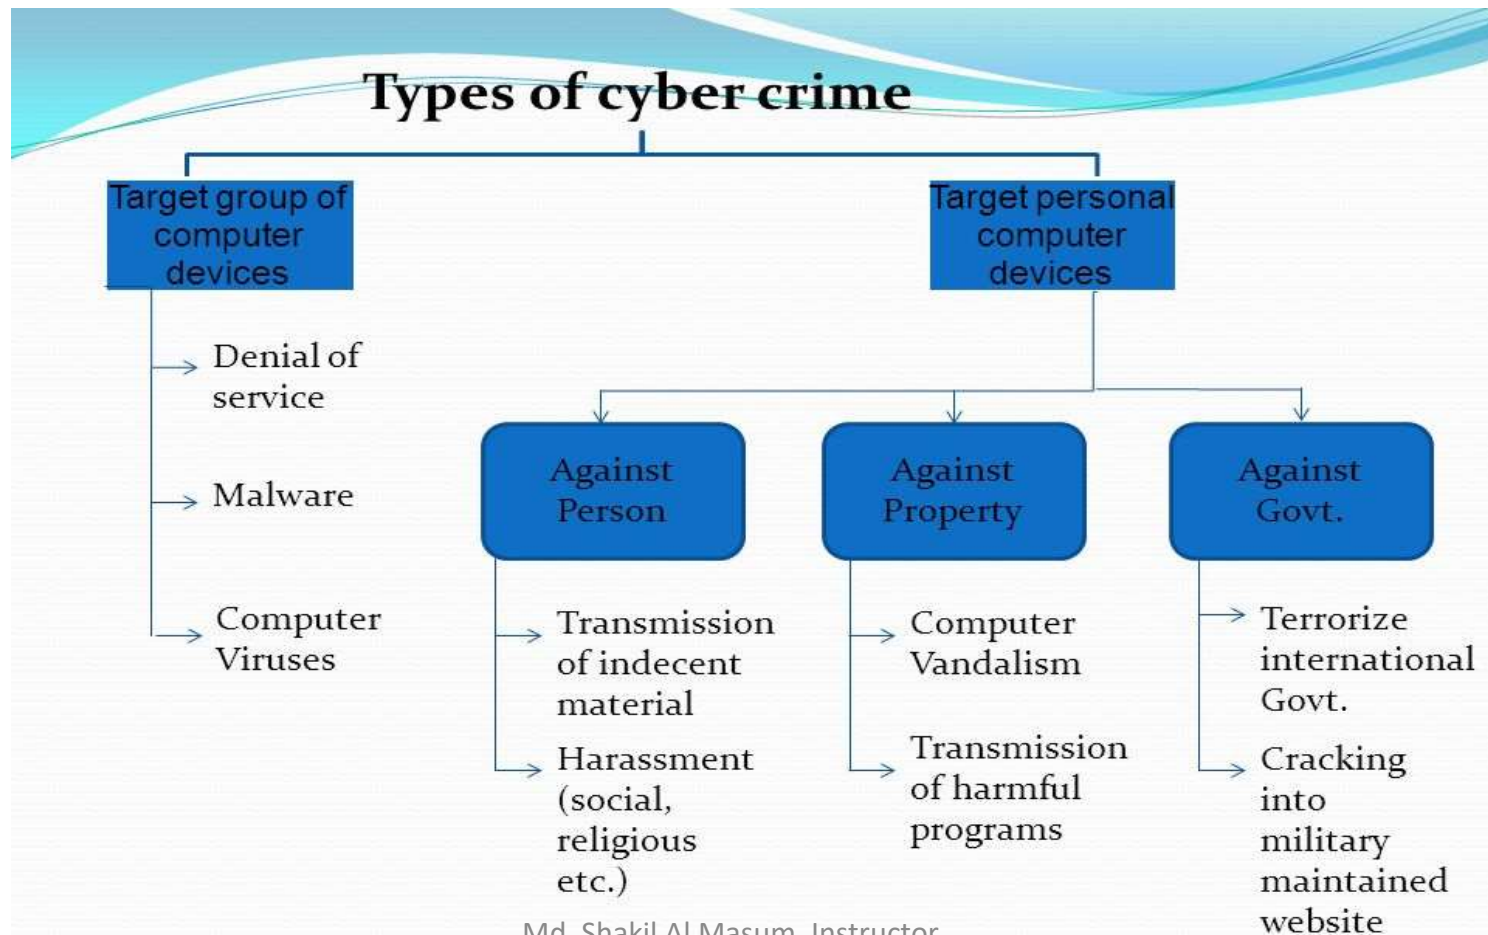 Types of cyber crime
Target group of
computer
devices
Target personal
computer
devices
Denial of
service
Malware
Computer
Viruses
Against
Person
Against
Property
Against
Govt.
Transmission
of indecent
material
Harassment
(social,
religious
etc.)
Computer
Vandalism
Transmission
of harmful
programs
Terrorize
international
Govt.
Cracking
into
military
maintained
website
Md. Shakil Al Masum, Instructor